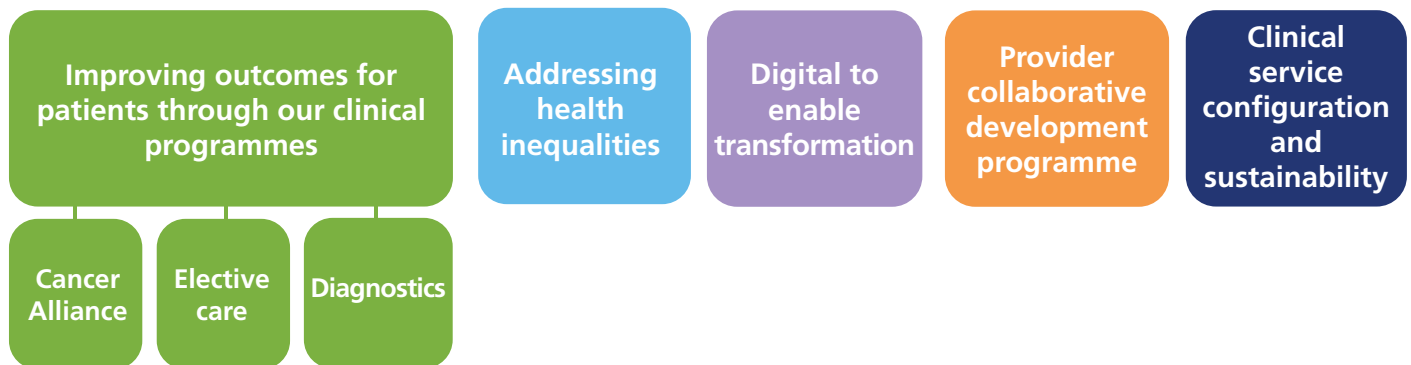 Improving outcomes for
patients through our clinical
programmes
Addressing
health
inequalities
Digital to
enable
transformation
Provider
collaborative
development
programme
Clinical
service
configuration
and
sustainability
Cancer
Alliance
Elective
care
Diagnostics